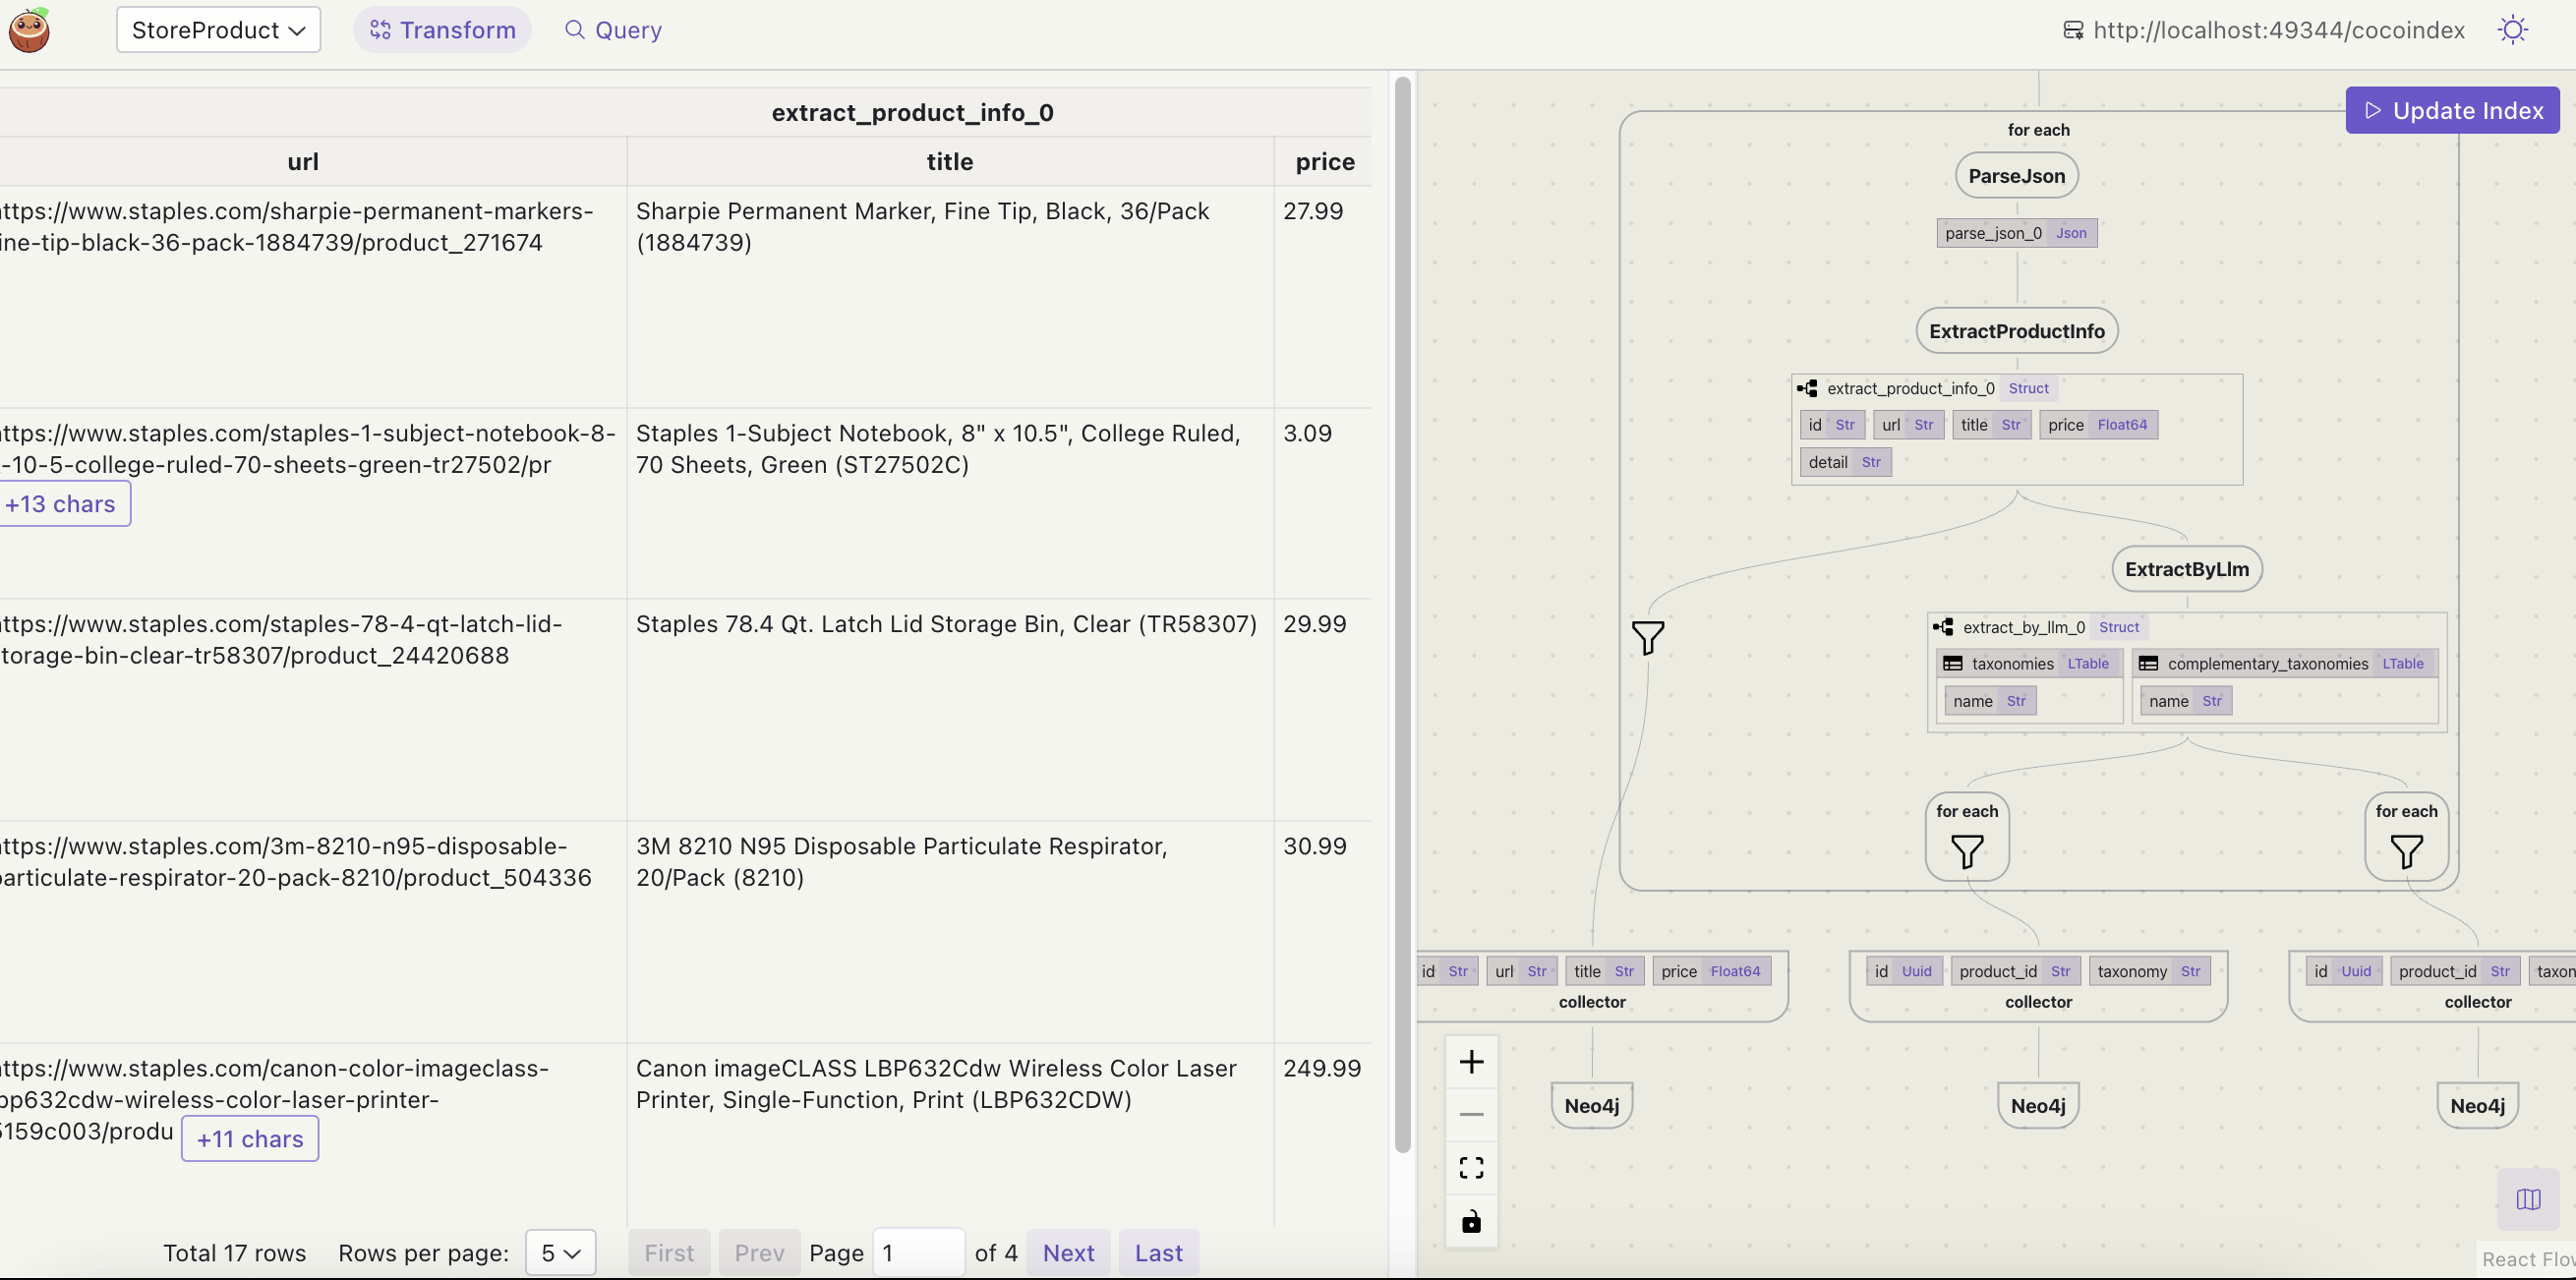 StoreProduct
Transform
Query
http://localhost:49344/cocoindex
extract_product_info_0
url title price
ttps://www.staples.com/sharpie-permanent-markers-
ine-tip-black-36-pack-1884739/product_271674
Sharpie Permanent Marker, Fine Tip, Black, 36/Pack
(1884739)
27.99
ttps://www.staples.com/staples-1-subject-notebook-8-
-10-5-college-ruled-70-sheets-green-tr27502/pr
+13 chars
Staples 1-Subject Notebook, 8" x 10.5", College Ruled,
70 Sheets, Green (ST27502C)
3.09
ttps://www.staples.com/staples-78-4-qt-latch-lid-
torage-bin-clear-tr58307/product_24420688
Staples 78.4 Qt. Latch Lid Storage Bin, Clear (TR58307)
29.99
ttps://www.staples.com/3m-8210-n95-disposable-
particulate-respirator-20-pack-8210/product_504336
3M 8210 N95 Disposable Particulate Respirator,
20/Pack (8210)
30.99
ttps://www.staples.com/canon-color-imageclass-
bp632cdw-wireless-color-laser-printer-
5159c003/produ +11 chars
Canon imageCLASS LBP632Cdw Wireless Color Laser
Printer, Single-Function, Print (LBP632CDW)
249.99
Total 17 rows Rows per page: 5 First Prev Page 1 of 4 Next Last
Update Index
for each
ParseJson
parse_json_0 Json
ExtractProductInfo
extract_product_info_0 Struct
id Str url Str title Str price Float64
detail Str
ExtractByLlm
extract_by_llm_0 Struct
taxonomies LTable complementary_taxonomies LTable
name Str name Str
for each for each
id Str url Str title Str price Float64
collector
id Uuid product_id Str taxonomy Str
collector
id Uuid product_id Str taxon
collector
Neo4j Neo4j Neo4j
React Flo